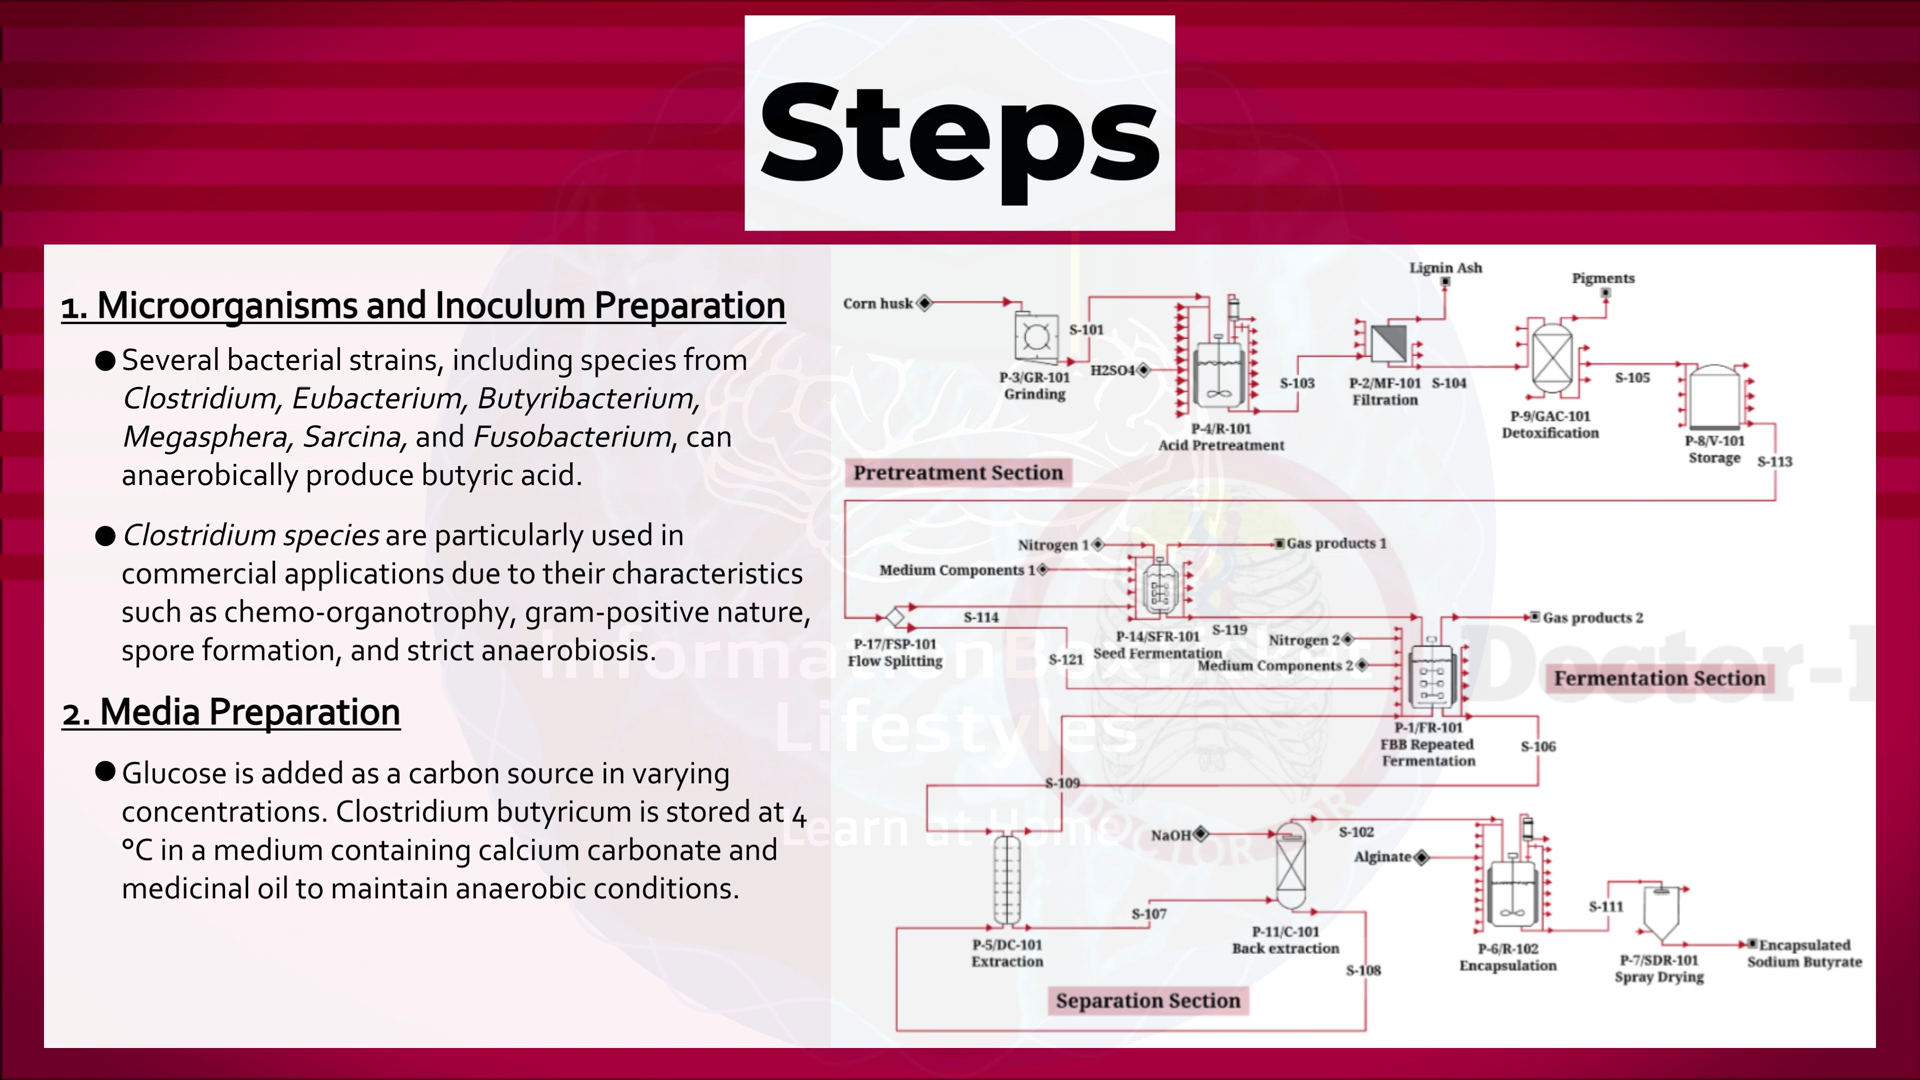 Steps
1. Microorganisms and Inoculum Preparation
● Several bacterial strains, including species from
Clostridium, Eubacterium, Butyribacterium,
Megasphera, Sarcina, and Fusobacterium, can
anaerobically produce butyric acid.
● Clostridium species are particularly used in
commercial applications due to their characteristics
such as chemo-organotrophy, gram-positive nature,
spore formation, and strict anaerobiosis.
2. Media Preparation
● Glucose is added as a carbon source in varying
concentrations. Clostridium butyricum is stored at 4
°C in a medium containing calcium carbonate and
medicinal oil to maintain anaerobic conditions.
Lignin Ash
Pigments
Corn husk
S-101
H2SO4
P-3/GR-101
Grinding
P-4/R-101
Acid Pretreatment
S-103
P-2/MF-101
Filtration
S-104
P-9/GAC-101
Detoxification
S-105
P-8/V-101
Storage
S-113
Pretreatment Section
Nitrogen 1
Gas products 1
Medium Components 1
S-114
P-17/FSP-101
Flow Splitting
P-14/SFR-101
Seed Fermentation
S-119
S-121
Nitrogen 2
Medium Components 2
Gas products 2
Fermentation Section
P-1/FR-101
FBB Repeated
Fermentation
S-106
S-109
NaOH
S-102
Alginate
S-107
P-5/DC-101
Extraction
P-11/C-101
Back extraction
S-108
P-6/R-102
Encapsulation
S-111
P-7/SDR-101
Spray Drying
Encapsulated
Sodium Butyrate
Separation Section
Lifestyles
Learn at Home
DOCTOR